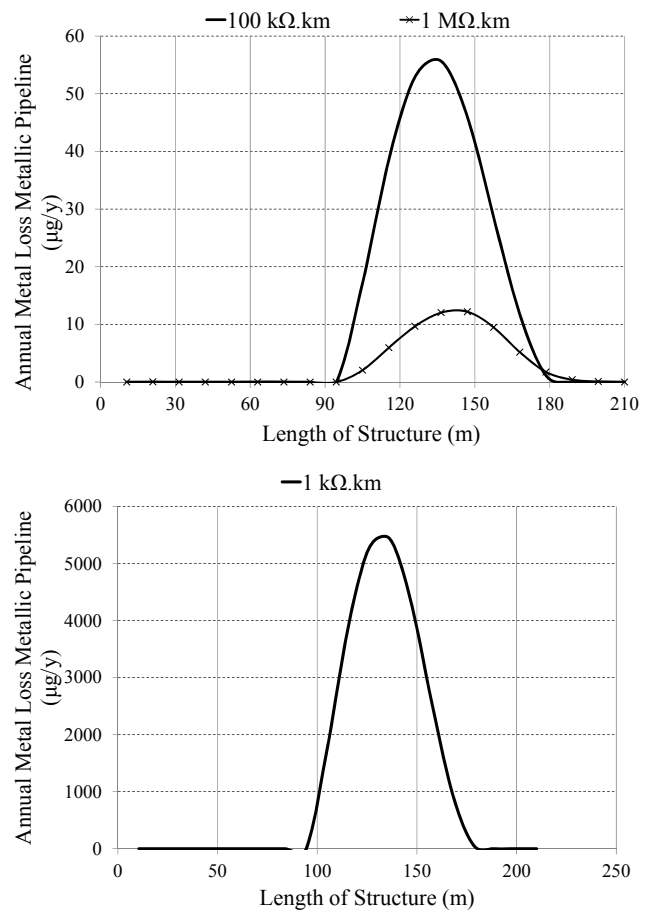 100 kΩ.km 1 MΩ.km
60
50
40
30
20
10
0
Annual Metal Loss Metallic Pipeline
(µg/y)
0 30 60 90 120 150 180 210
Length of Structure (m)
1 kΩ.km
6000
5000
4000
3000
2000
1000
0
Annual Metal Loss Metallic Pipeline
(µg/y)
0 50 100 150 200 250
Length of Structure (m)